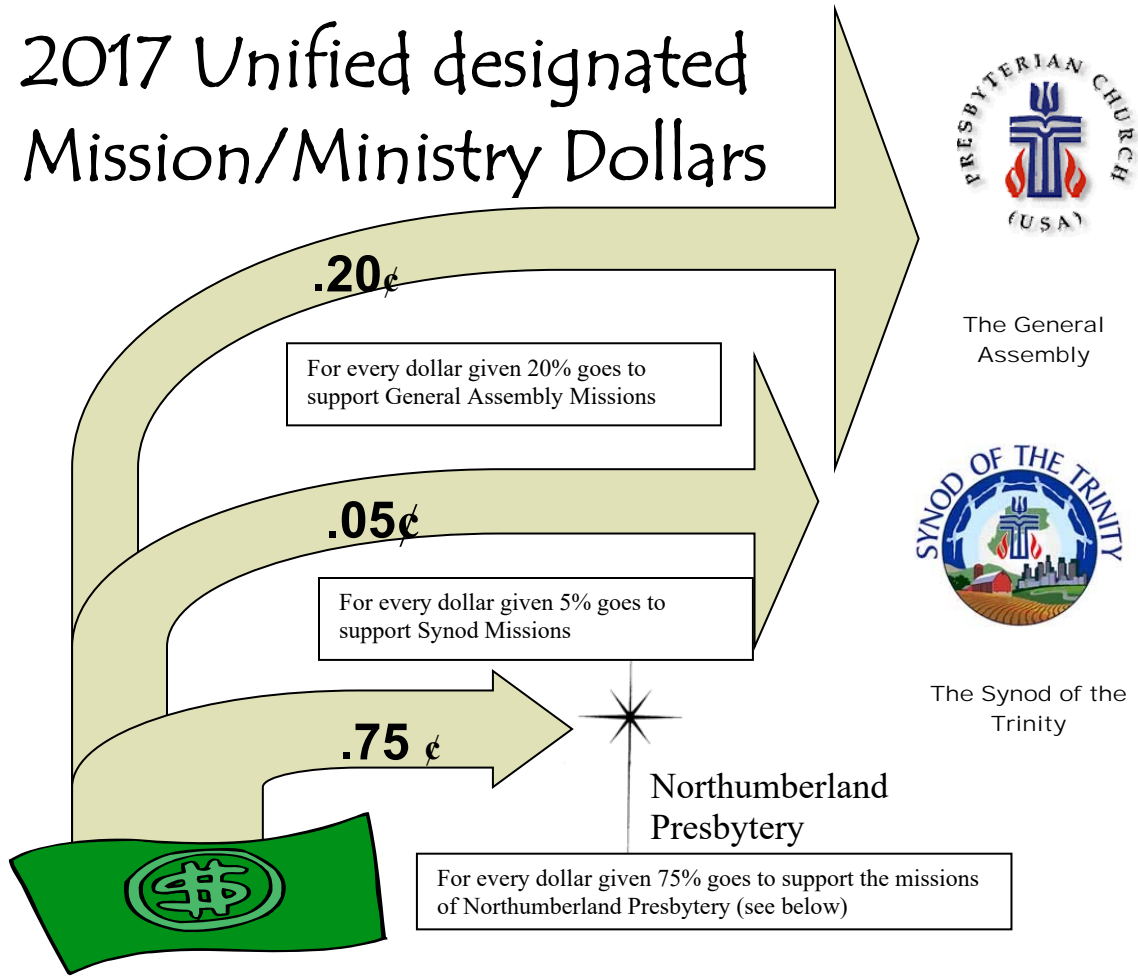 2017 Unified designated
Mission/Ministry Dollars
PRESBYTERIAN CHURCH
(USA)
.20¢
The General
Assembly
For every dollar given 20% goes to
support General Assembly Missions
SYNOD OF THE TRINITY
.05¢
For every dollar given 5% goes to
support Synod Missions
The Synod of the
Trinity
.75 ¢
Northumberland
Presbytery
$
For every dollar given 75% goes to support the missions
of Northumberland Presbytery (see below)